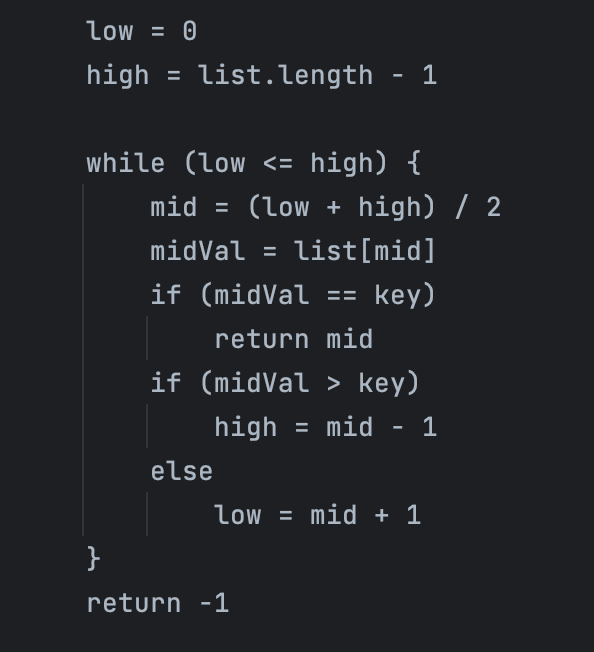 low = 0
high = list.length - 1
while (low <= high) {
mid = (low + high) / 2
midVal = list[mid]
if (midVal == key)
return mid
if (midVal > key)
high = mid - 1
else
low = mid + 1
}
return -1